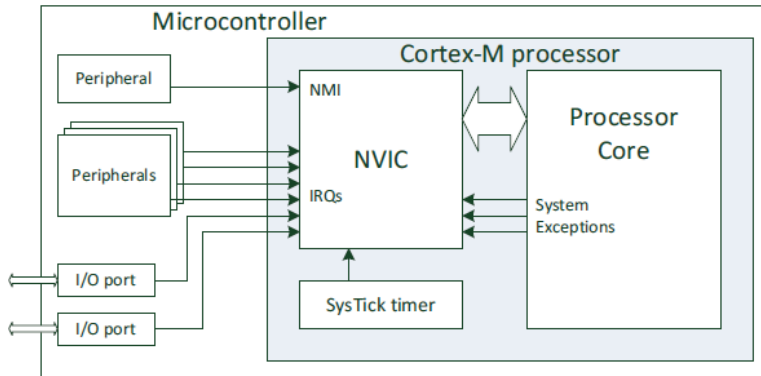 Microcontroller
Cortex-M processor
Peripheral
NMI
Processor
Core
NVIC
Peripherals
IRQs
System
Exceptions
I/O port
SysTick timer
I/O port